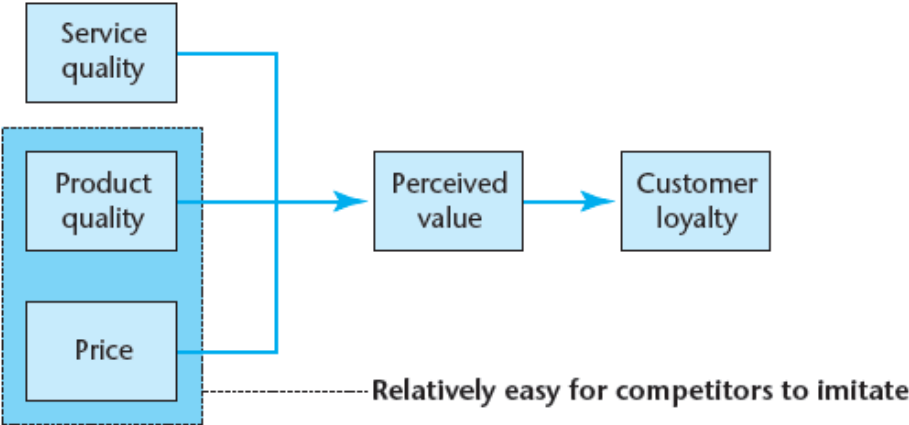 Service
quality
Product
quality
Perceived
value
Customer
loyalty
Price
Relatively easy for competitors to imitate